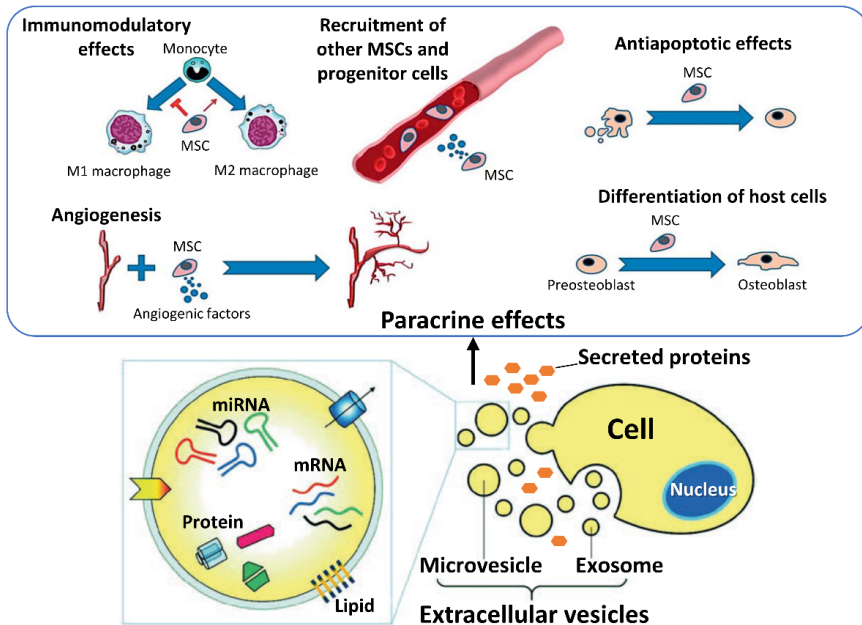 Immunomodulatory
effects
Monocyte
MSC
M1 macrophage
M2 macrophage
Recruitment of
other MSCs and
progenitor cells
MSC
Antiapoptotic effects
MSC
Angiogenesis
MSC
Angiogenic factors
Differentiation of host cells
MSC
Preosteoblast
Osteoblast
Paracrine effects
Secreted proteins
miRNA
mRNA
Protein
Lipid
Cell
Nucleus
Microvesicle
Exosome
Extracellular vesicles